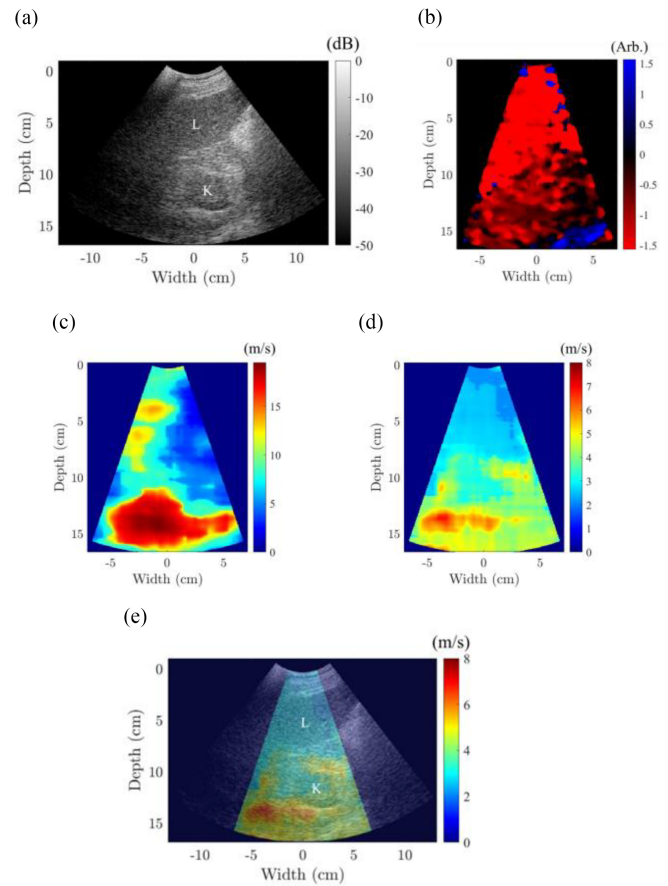 (a)
(dB)
0
0
5
L
-10
-20
10
-30
K
-40
15
-50
-10 -5 0 5 10
Depth (cm)
Width (cm)
(b)
(Arb.)
0
1.5
1
5
0.5
0
10
-0.5
-1
15
-1.5
-5 0 5
Depth (cm)
Width (cm)
(c)
(m/s)
0
15
5
10
10
5
15
0
-5 0 5
Depth (cm)
Width (cm)
(d)
(m/s)
0
8
7
6
5
5
4
10
3
2
1
15
0
-5 0 5
Depth (cm)
Width (cm)
(e)
(m/s)
0
8
5
L
6
4
10
K
2
15
0
-10 -5 0 5 10
Depth (cm)
Width (cm)